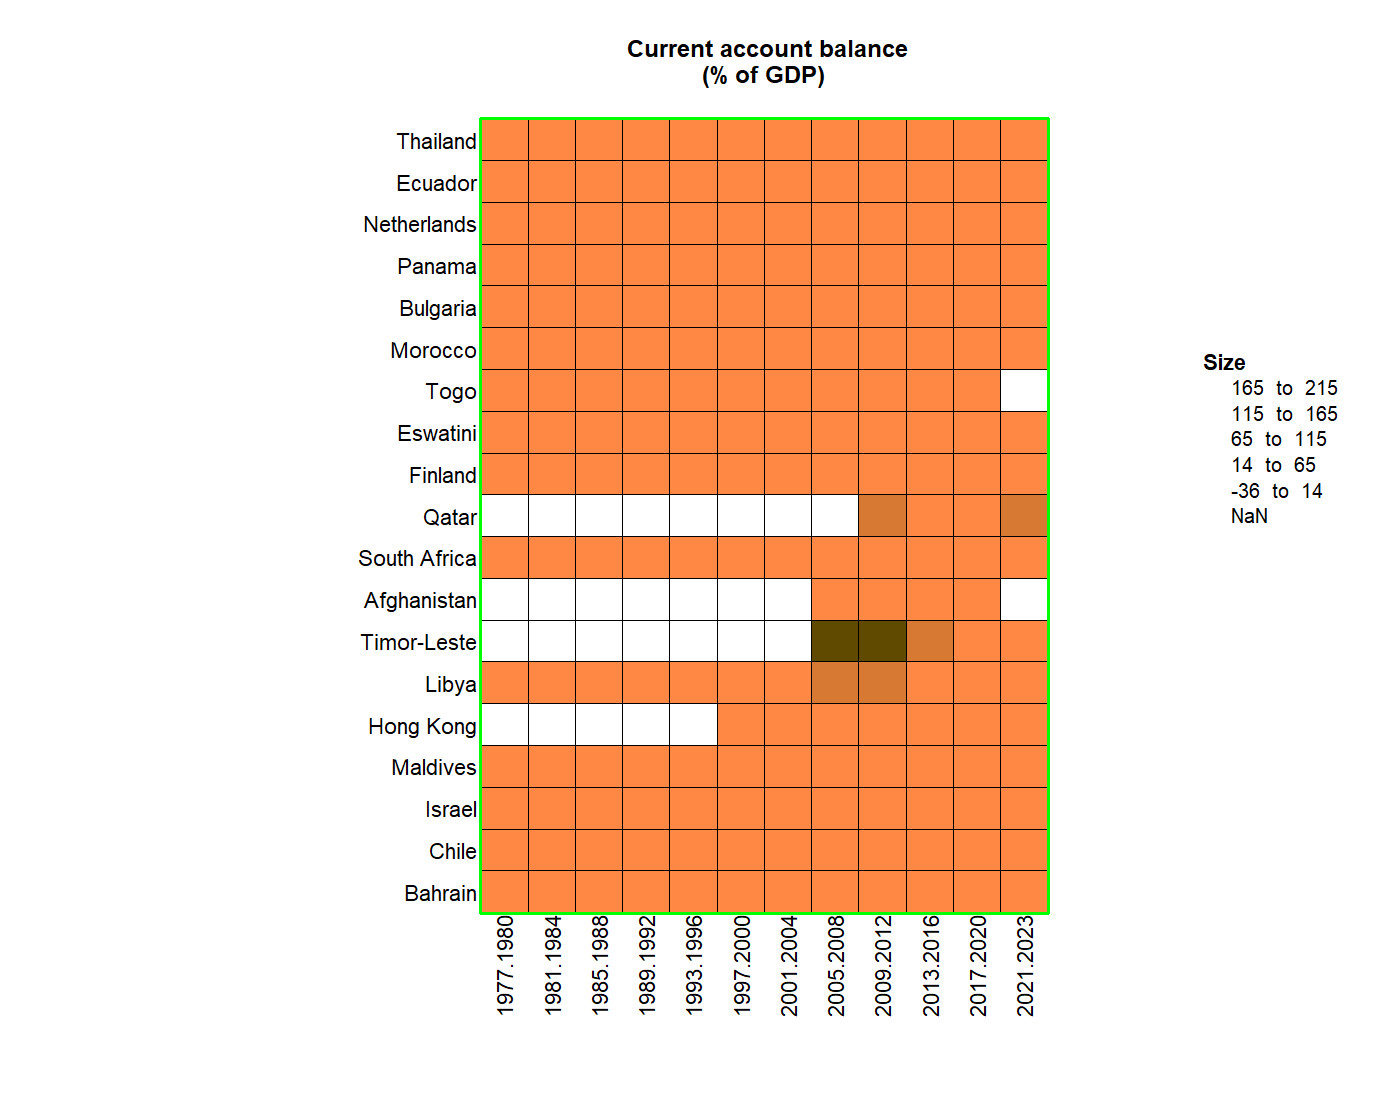 Current account balance
(% of GDP)
Thailand
Ecuador
Netherlands
Panama
Bulgaria
Morocco
Togo
Eswatini
Finland
Qatar
South Africa
Afghanistan
Timor-Leste
Libya
Hong Kong
Maldives
Israel
Chile
Bahrain
1977.1980
1981.1984
1985.1988
1989.1992
1993.1996
1997.2000
2001.2004
2005.2008
2009.2012
2013.2016
2017.2020
2021.2023
Size
165 to 215
115 to 165
65 to 115
14 to 65
-36 to 14
NaN